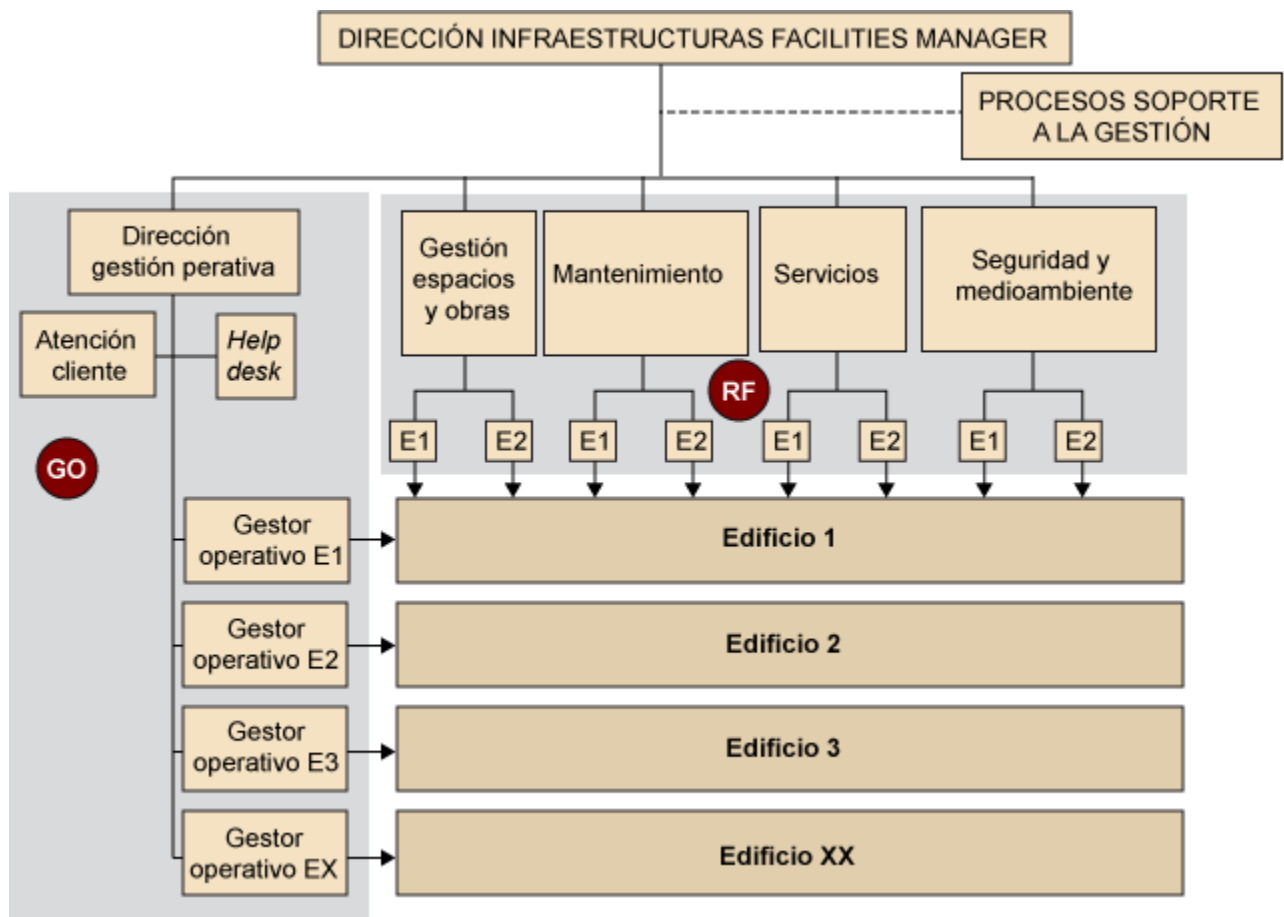 DIRECCIÓN INFRAESTRUCTURAS FACILITIES MANAGER
PROCESOS SOPORTE
A LA GESTIÓN
Dirección
gestión perativa
Atención
cliente
Help
desk
GO
Gestión
espacios
y obras
Mantenimiento
Servicios
Seguridad y
medioambiente
RF
E1
E2
E1
E2
E1
E2
E1
E2
Gestor
operativo E1
Edificio 1
Gestor
operativo E2
Edificio 2
Gestor
operativo E3
Edificio 3
Gestor
operativo EX
Edificio XX